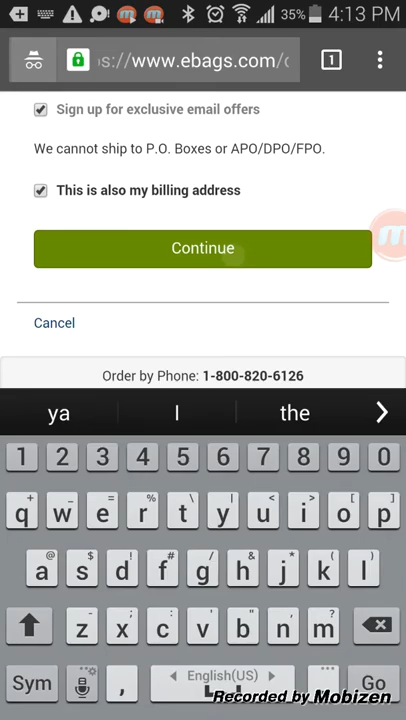 35% 4:13 PM
s://www.ebags.com/c 1
Sign up for exclusive email offers
We cannot ship to P.O. Boxes or APO/DPO/FPO.
This is also my billing address
Continue
Cancel
Order by Phone: 1-800-820-6126
ya I the
1 2 3 4 5 6 7 8 9 0
q w e r t y u i o p
a s d f g h j k l
z x c v b n m
Sym , English(US) Go
Recorded by Mobizen